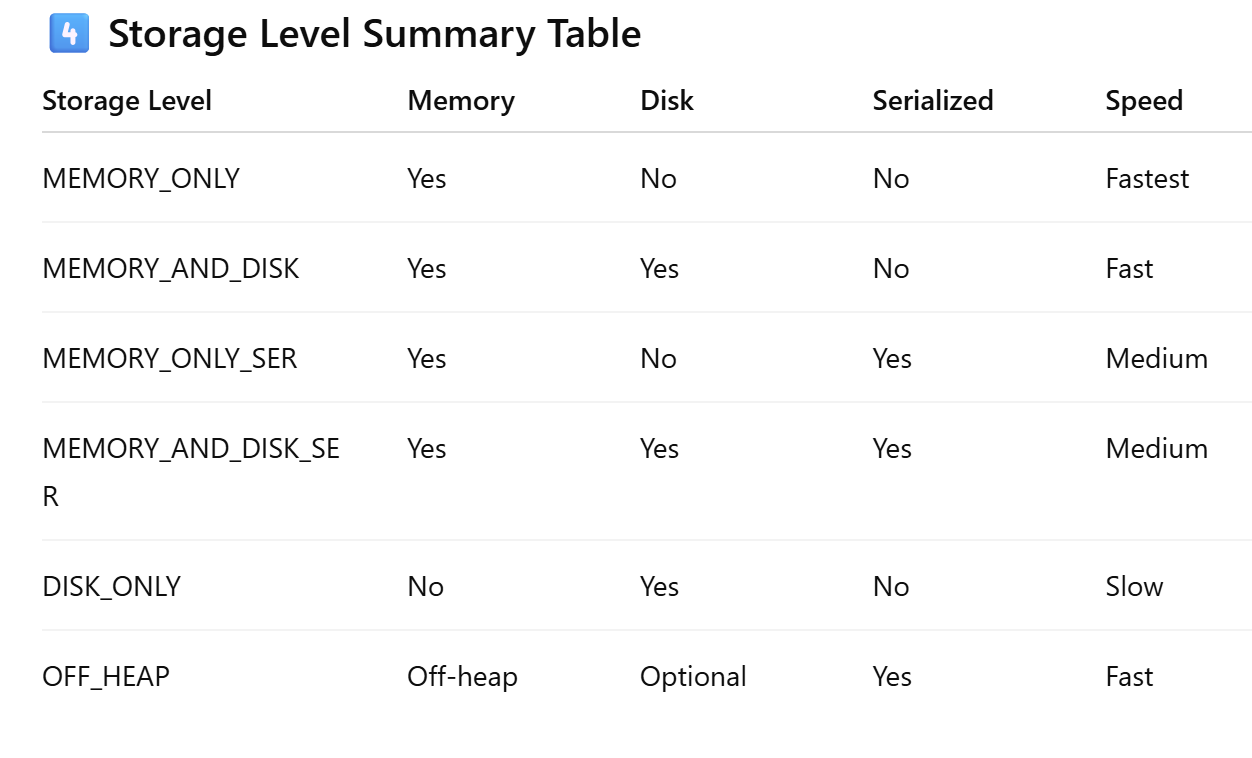 4 Storage Level Summary Table
Storage Level Memory Disk Serialized Speed
MEMORY_ONLY Yes No No Fastest
MEMORY_AND_DISK Yes Yes No Fast
MEMORY_ONLY_SER Yes No Yes Medium
MEMORY_AND_DISK_SE Yes Yes Yes Medium
R
DISK_ONLY No Yes No Slow
OFF_HEAP Off-heap Optional Yes Fast